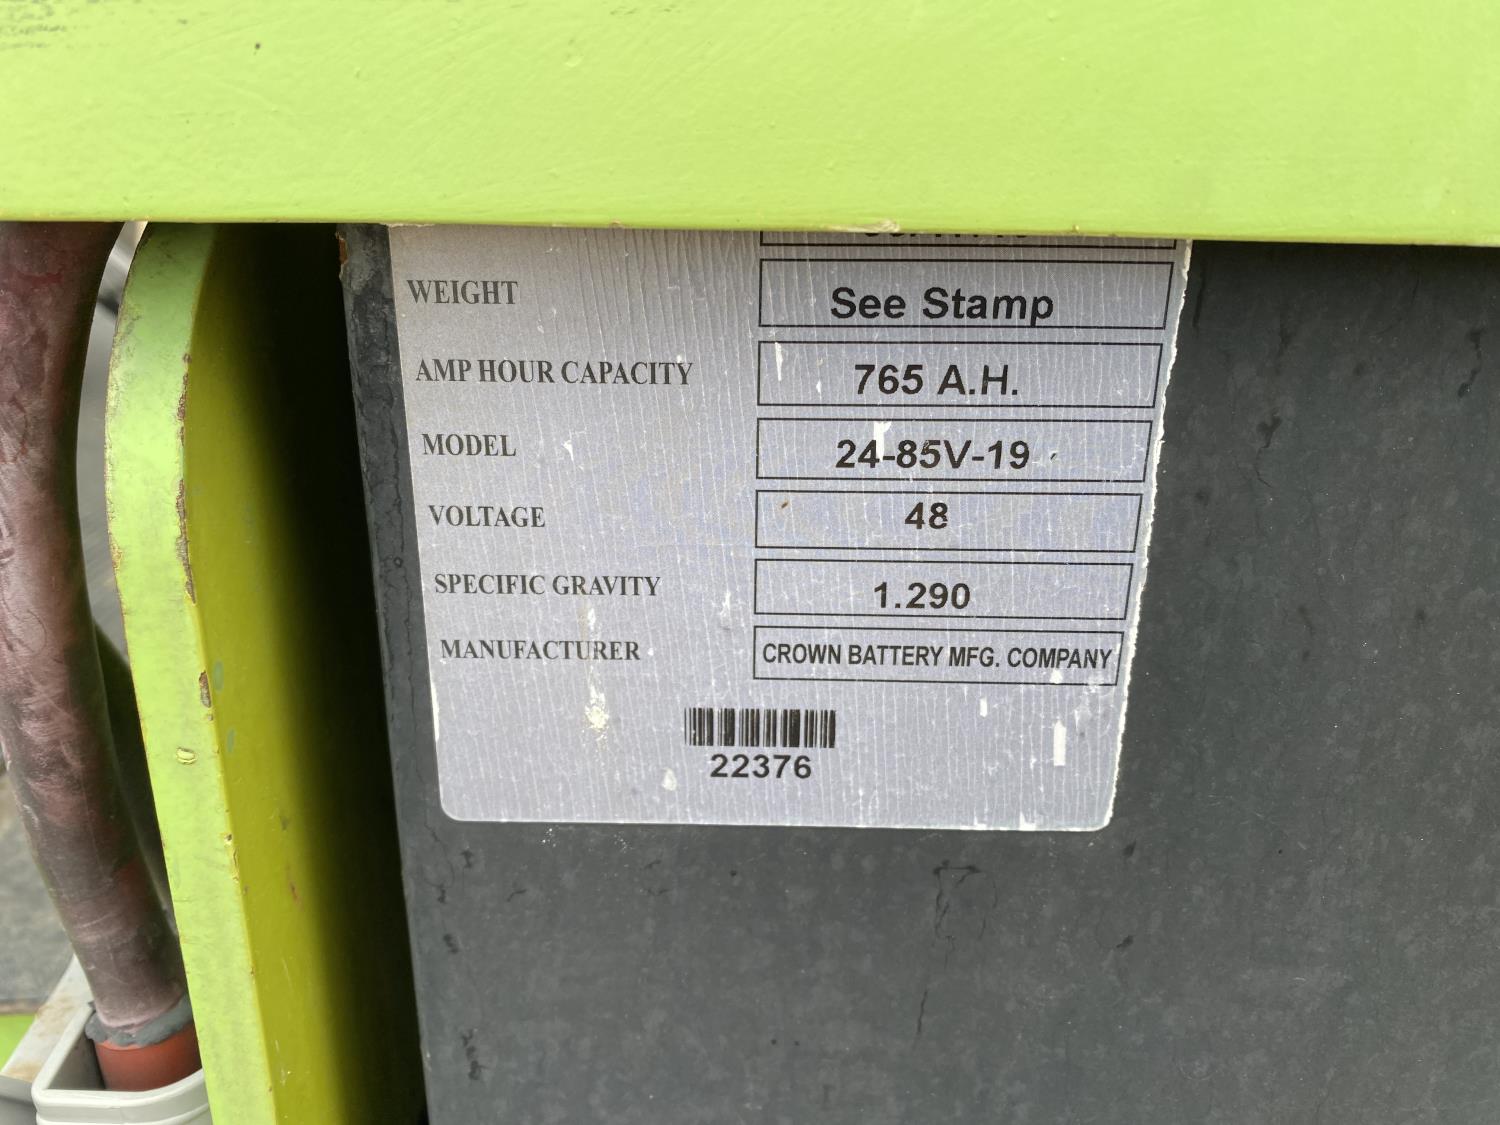 WEIGHT See Stamp
AMP HOUR CAPACITY 765 A.H.
MODEL 24-85V-19
VOLTAGE 48
SPECIFIC GRAVITY 1.290
MANUFACTURER CROWN BATTERY MFG. COMPANY
22376